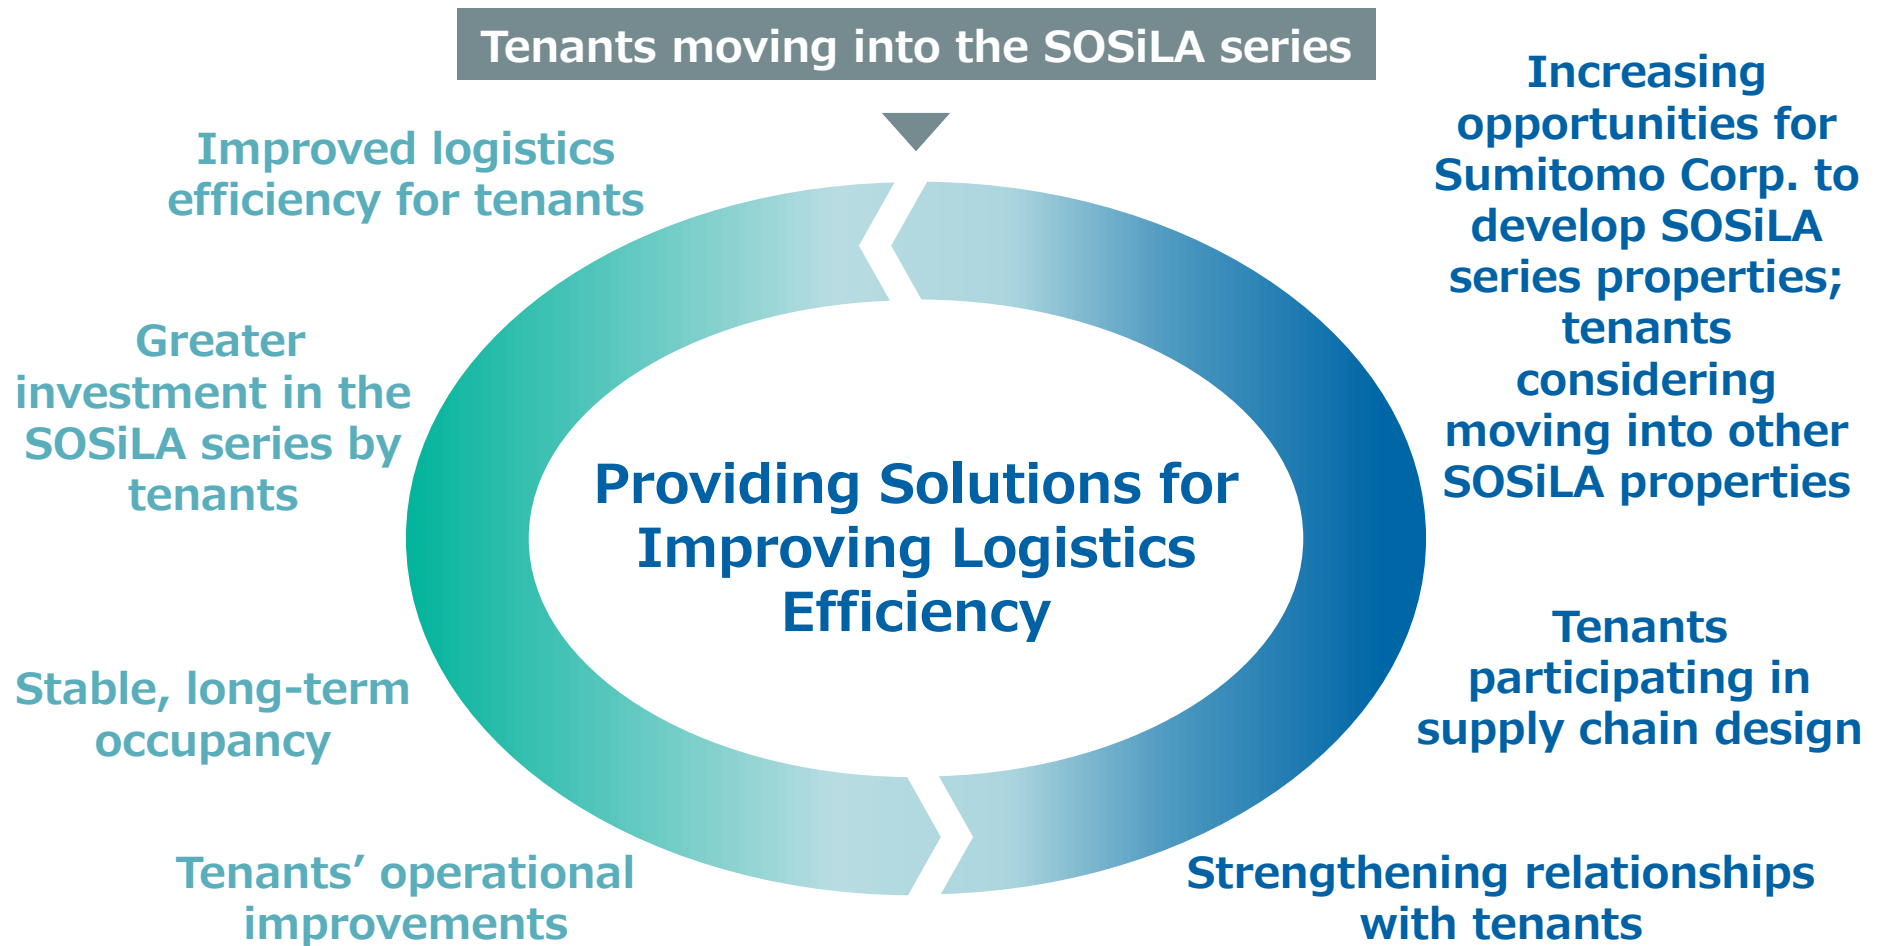 Tenants moving into the SOSiLA series
Improved logistics
efficiency for tenants
Greater
investment in the
SOSiLA series by
tenants
Stable, long-term
occupancy
Tenants’ operational
improvements
Providing Solutions for
Improving Logistics
Efficiency
Increasing
opportunities for
Sumitomo Corp. to
develop SOSiLA
series properties;
tenants
considering
moving into other
SOSiLA properties
Tenants
participating in
supply chain design
Strengthening relationships
with tenants